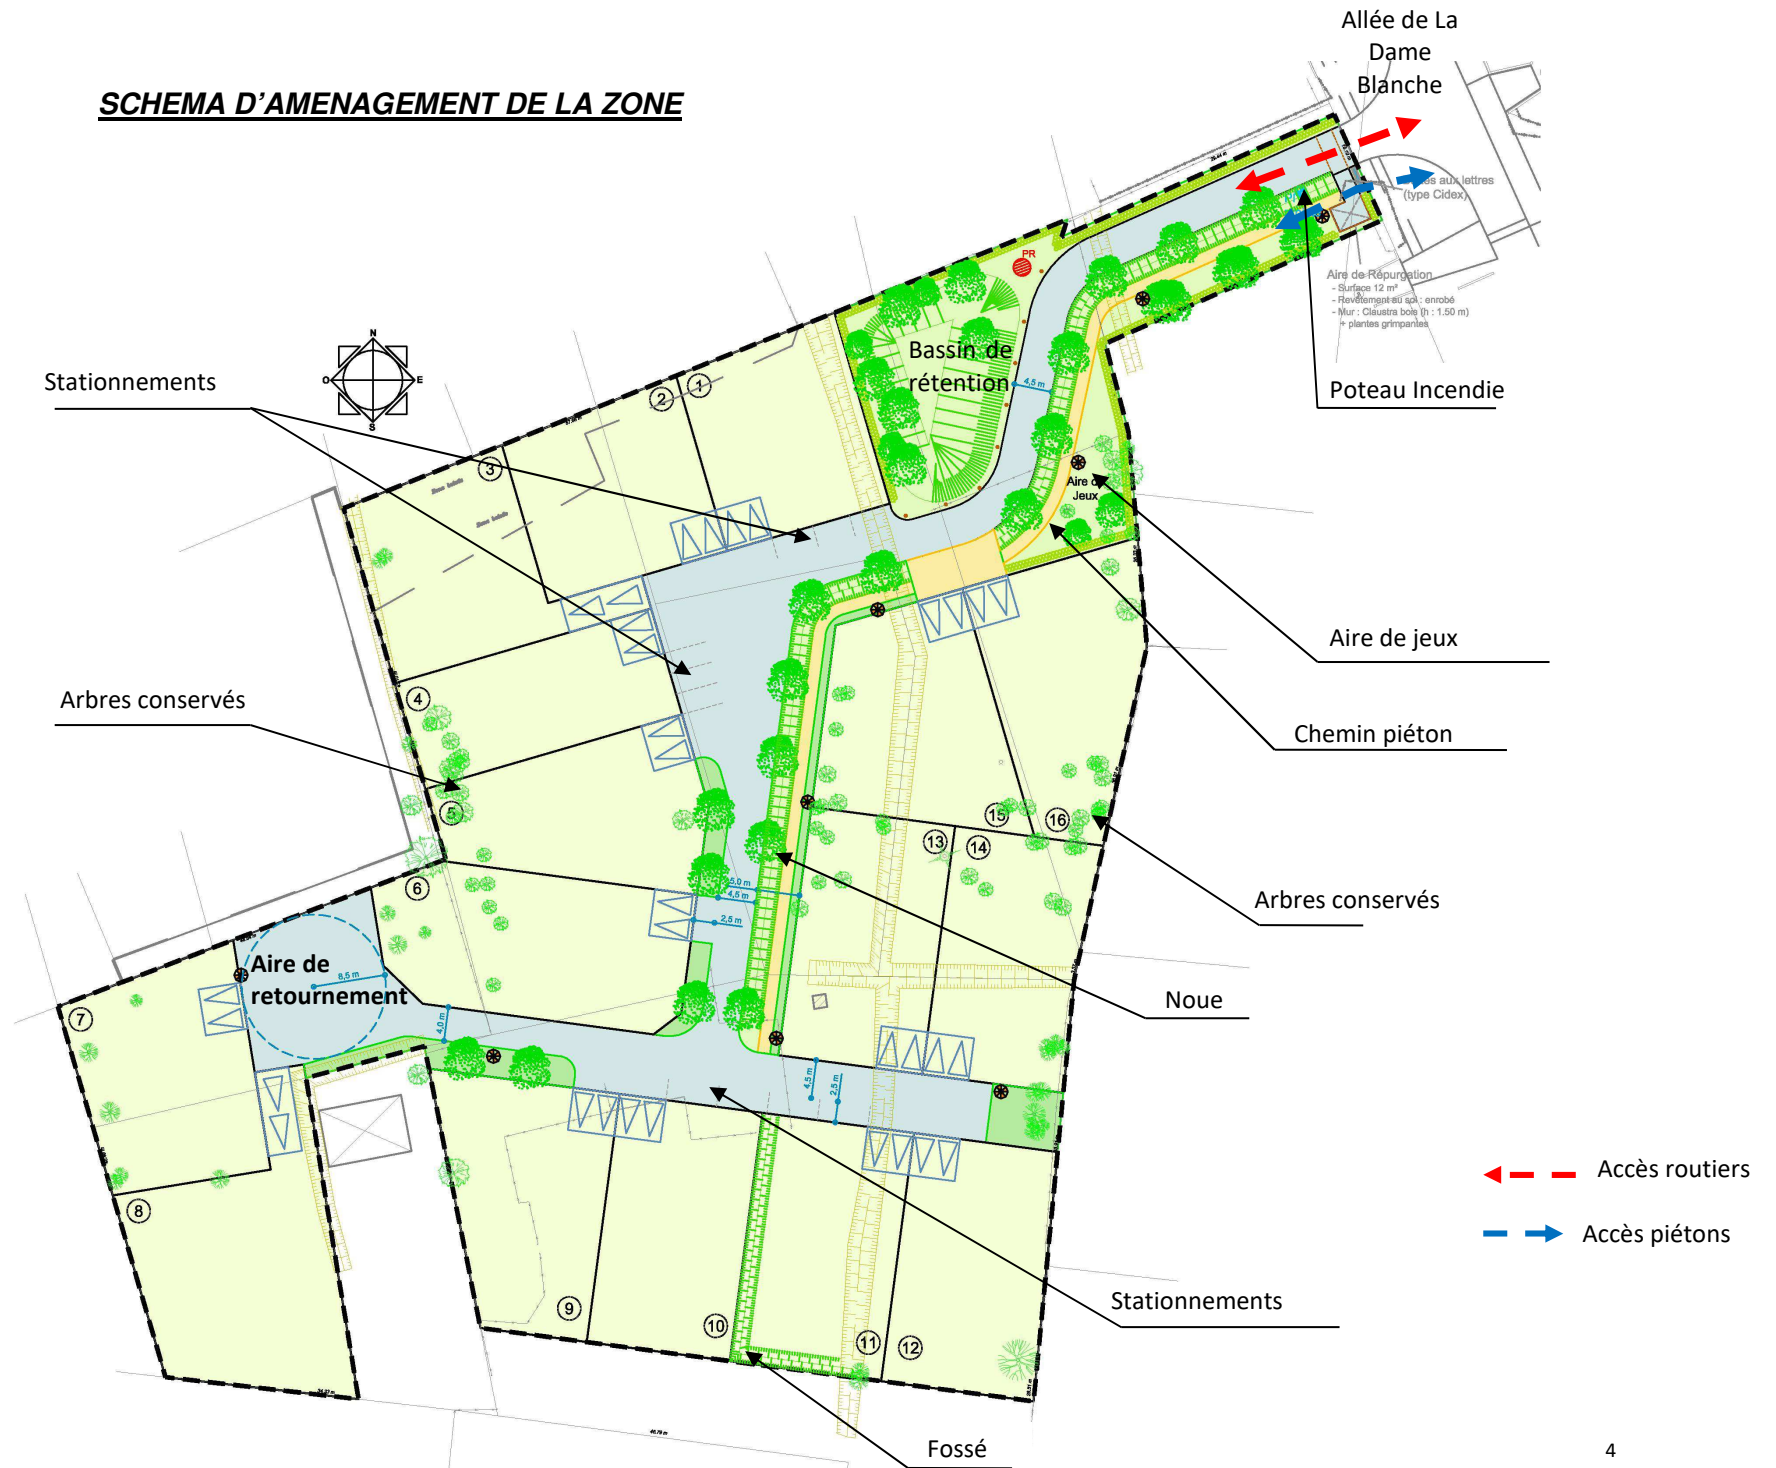 Allée de La
Dame
Blanche
SCHEMA D'AMENAGEMENT DE LA ZONE
aux lettres
(type Cidex)
PR
Aire de Répurgation
- Surface 12 m²
- Revêtement au sol : enrobé
- Mur : Claustra bois (h : 1.50 m)
+ plantes grimpantes
N
O
E
S
Bassin de
rétention
4,5 m
Stationnements
Poteau Incendie
1
2
3
Aire de
Jeux
Aire de jeux
4
Arbres conservés
Chemin piéton
5
15
16
13
14
6
5.0 m
4,5 m
2,5 m
Arbres conservés
Aire de
retournement
8,5 m
Noue
7
4,0 m
4,5 m
2,5 m
Accès routiers
8
Accès piétons
9
10
11
12
Stationnements
Fossé
4